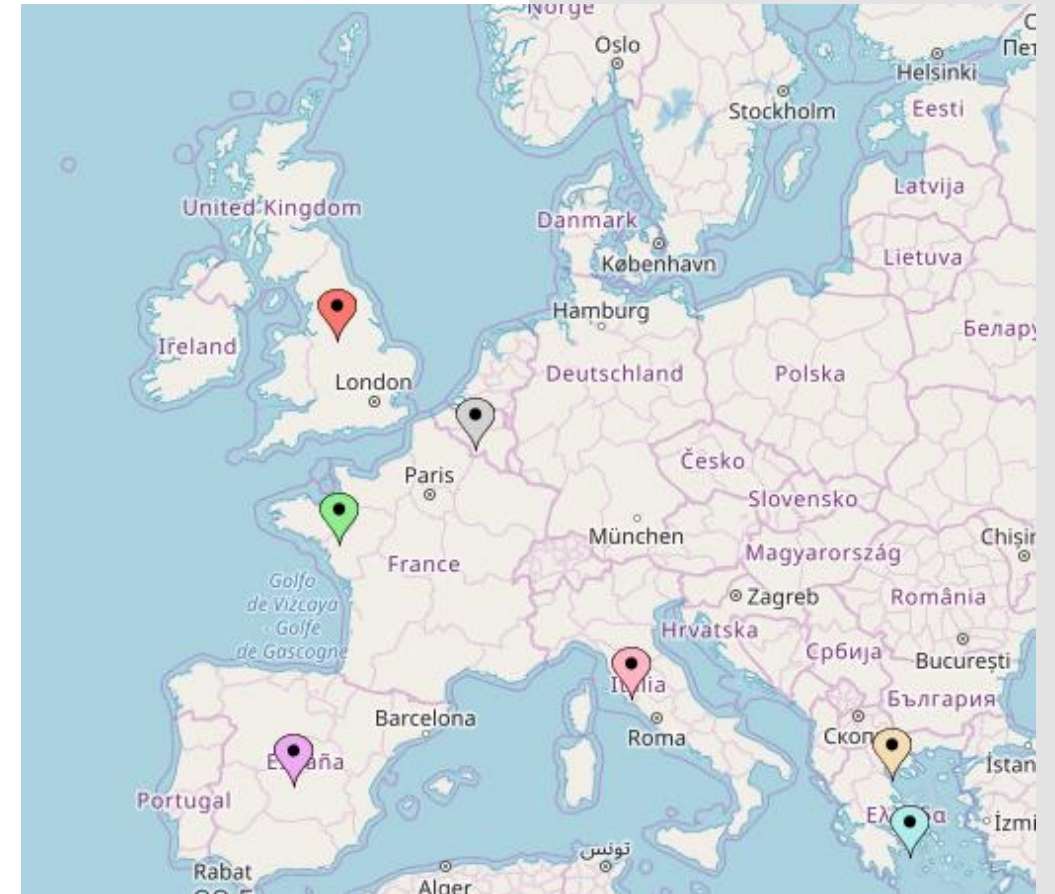 Norge
Oslo
Helsinki
Stockholm
Eesti
Latvija
United Kingdom
Danmark
København
Lietuva
Hamburg
Ireland
Deutschland
Polska
London
Česko
Paris
Slovensko
München
Magyarország
France
Golfo
de Vizcaya
- Golfe
de Gascogne
Zagreb
România
Hrvatska
Србија
București
България
Barcelona
Roma
Portugal
Rabat
تونس
Alger